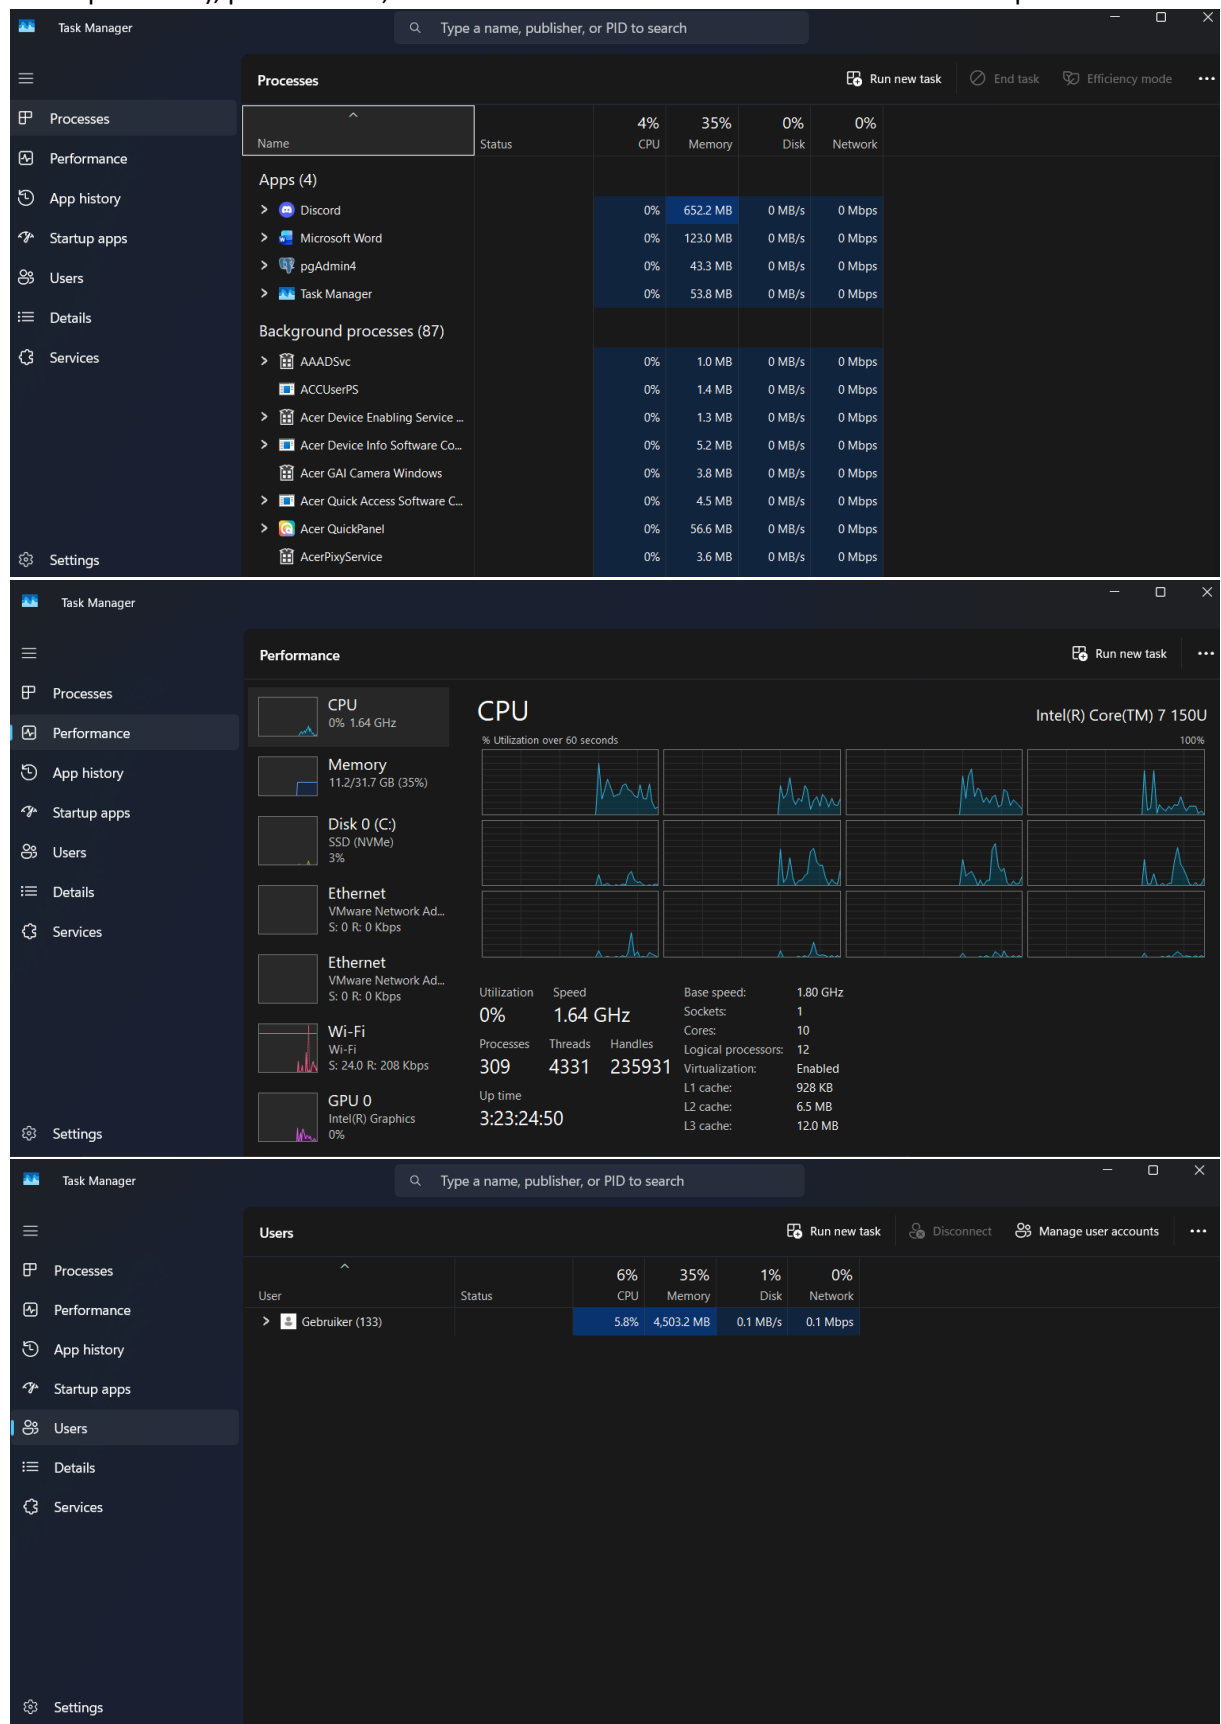 Task Manager
Type a name, publisher, or PID to search
Processes
Run new task
End task
Efficiency mode
Processes
Performance
App history
Startup apps
Users
Details
Services
Settings
4% 35% 0% 0%
Name Status CPU Memory Disk Network
Apps (4)
Discord 0% 652.2 MB 0 MB/s 0 Mbps
Microsoft Word 0% 123.0 MB 0 MB/s 0 Mbps
pgAdmin4 0% 43.3 MB 0 MB/s 0 Mbps
Task Manager 0% 53.8 MB 0 MB/s 0 Mbps
Background processes (87)
AAADSvc 0% 1.0 MB 0 MB/s 0 Mbps
ACCUserPS 0% 1.4 MB 0 MB/s 0 Mbps
Acer Device Enabling Service ... 0% 1.3 MB 0 MB/s 0 Mbps
Acer Device Info Software Co... 0% 5.2 MB 0 MB/s 0 Mbps
Acer GAI Camera Windows 0% 3.8 MB 0 MB/s 0 Mbps
Acer Quick Access Software C... 0% 4.5 MB 0 MB/s 0 Mbps
Acer QuickPanel 0% 56.6 MB 0 MB/s 0 Mbps
AcerPixyService 0% 3.6 MB 0 MB/s 0 Mbps
Task Manager
Performance
Run new task
Processes
Performance
App history
Startup apps
Users
Details
Services
Settings
CPU
0% 1.64 GHz
Memory
11.2/31.7 GB (35%)
Disk 0 (C:)
SSD (NVMe)
3%
Ethernet
VMware Network Ad...
S: 0 R: 0 Kbps
Ethernet
VMware Network Ad...
S: 0 R: 0 Kbps
Wi-Fi
Wi-Fi
S: 24.0 R: 208 Kbps
GPU 0
Intel(R) Graphics
0%
CPU
Intel(R) Core(TM) 7 150U
% Utilization over 60 seconds 100%
Utilization Speed
0% 1.64 GHz
Processes Threads Handles
309 4331 235931
Up time
3:23:24:50
Base speed: 1.80 GHz
Sockets: 1
Cores: 10
Logical processors: 12
Virtualization: Enabled
L1 cache: 928 KB
L2 cache: 6.5 MB
L3 cache: 12.0 MB
Task Manager
Type a name, publisher, or PID to search
Users
Run new task
Disconnect
Manage user accounts
Processes
Performance
App history
Startup apps
Users
Details
Services
Settings
6% 35% 1% 0%
User Status CPU Memory Disk Network
Gebruiker (133) 5.8% 4,503.2 MB 0.1 MB/s 0.1 Mbps